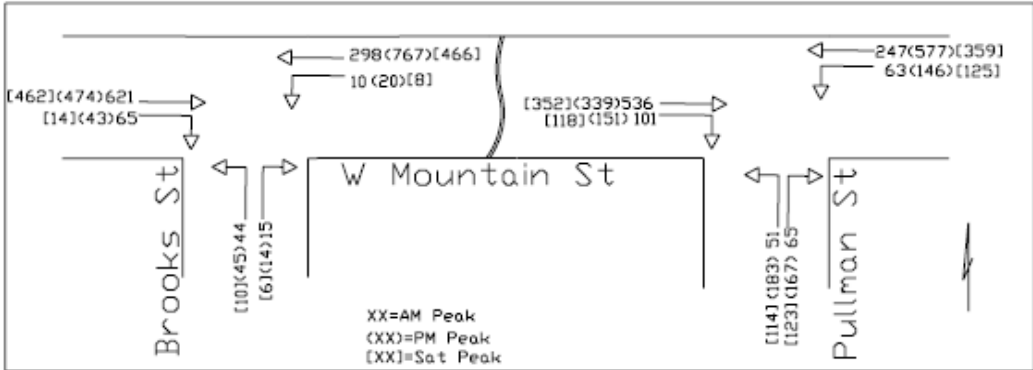 298(767)[466]
10(20)[8]
247(577)[359]
63(146)[125]
[462](474)621
[14](43)65
[352](339)536
[118](151)101
W Mountain St
Brooks St
[10](45)44
[6](14)15
[114](183) 51
[123](167) 65
Pullman St
XX=AM Peak
(XX)=PM Peak
[XX]=Sat Peak